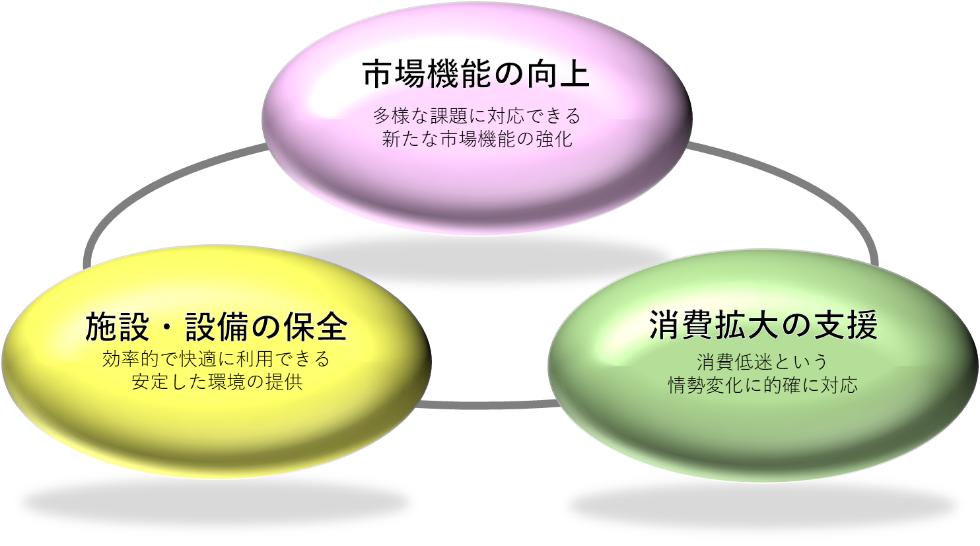 市場機能の向上
多様な課題に対応できる
新たな市場機能の強化
施設・設備の保全
効率的で快適に利用できる
安定した環境の提供
消費拡大の支援
消費低迷という
情勢変化に的確に対応